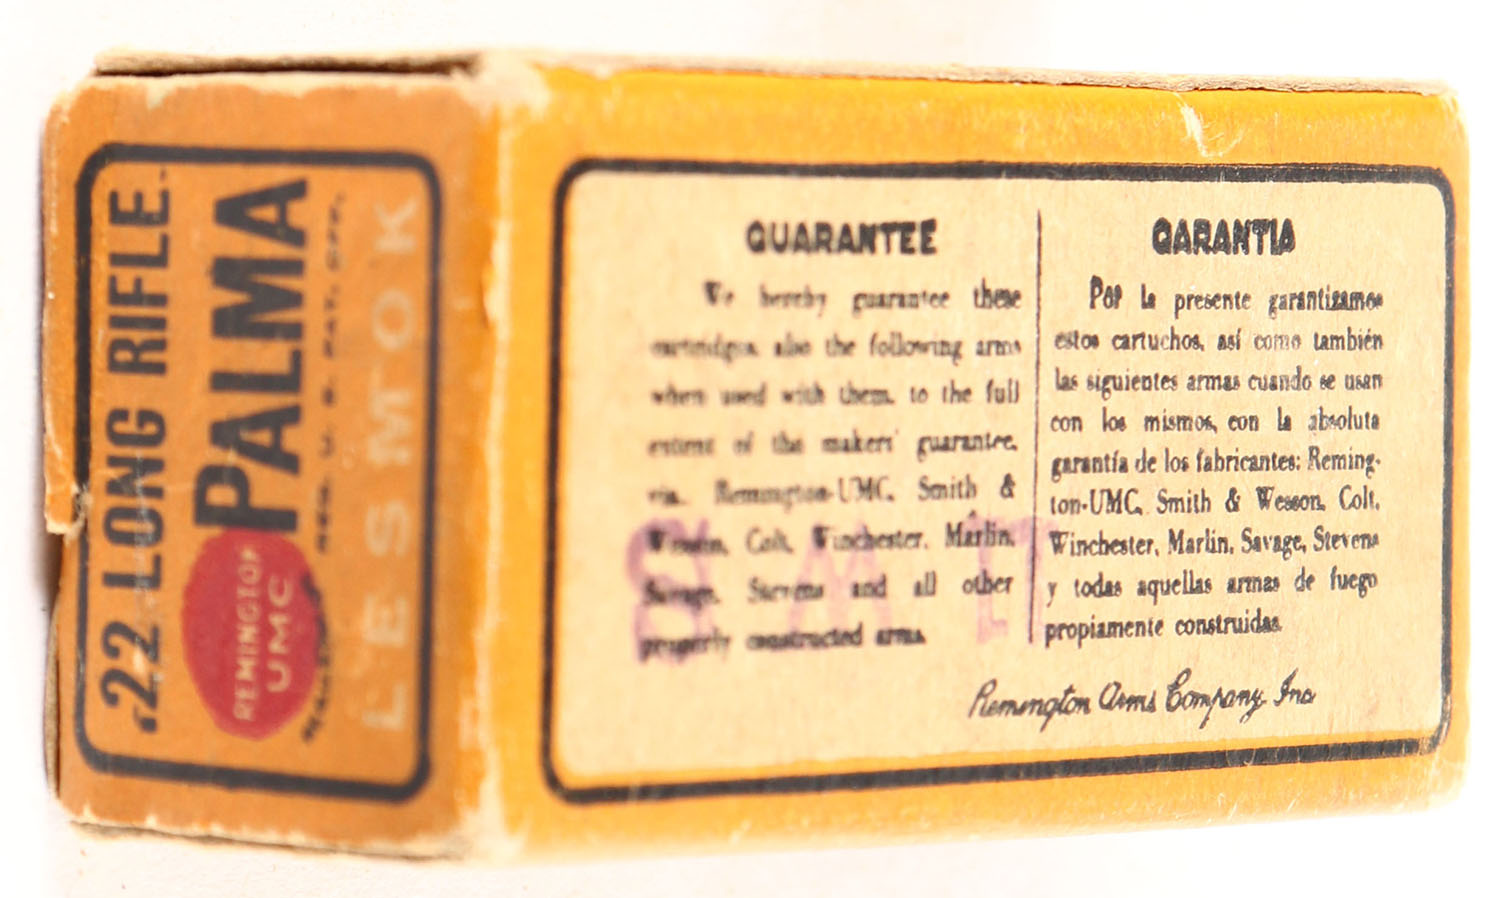 .22 LONG RIFLE.
PALMA
REG. U. S. PAT. OFF.
REMINGTON
UMC
LESMOK
GUARANTEE
We hereby guarantee these
cartridges, also the following arms
when used with them, to the full
extent of the makers' guarantee,
viz. Remington-UMC, Smith &
Wesson, Colt, Winchester, Marlin,
Savage, Stevens and all other
properly constructed arms.
GARANTIA
Por la presente garantizamos
estos cartuchos, así como también
las siguientes armas cuando se usan
con los mismos, con la absoluta
garantía de los fabricantes: Reming-
ton-UMC, Smith & Wesson, Colt,
Winchester, Marlin, Savage, Stevens
y todas aquellas armas de fuego
propiamente construidas.
Remington Arms Company, Inc